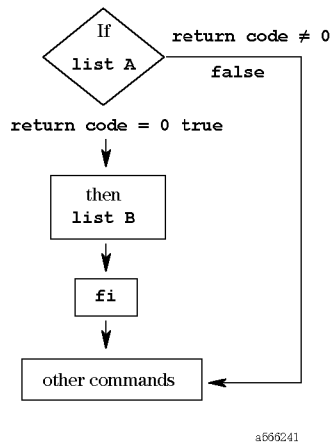 If
list A
return code ≠ 0
false
return code = 0 true
then
list B
fi
other commands
a566241